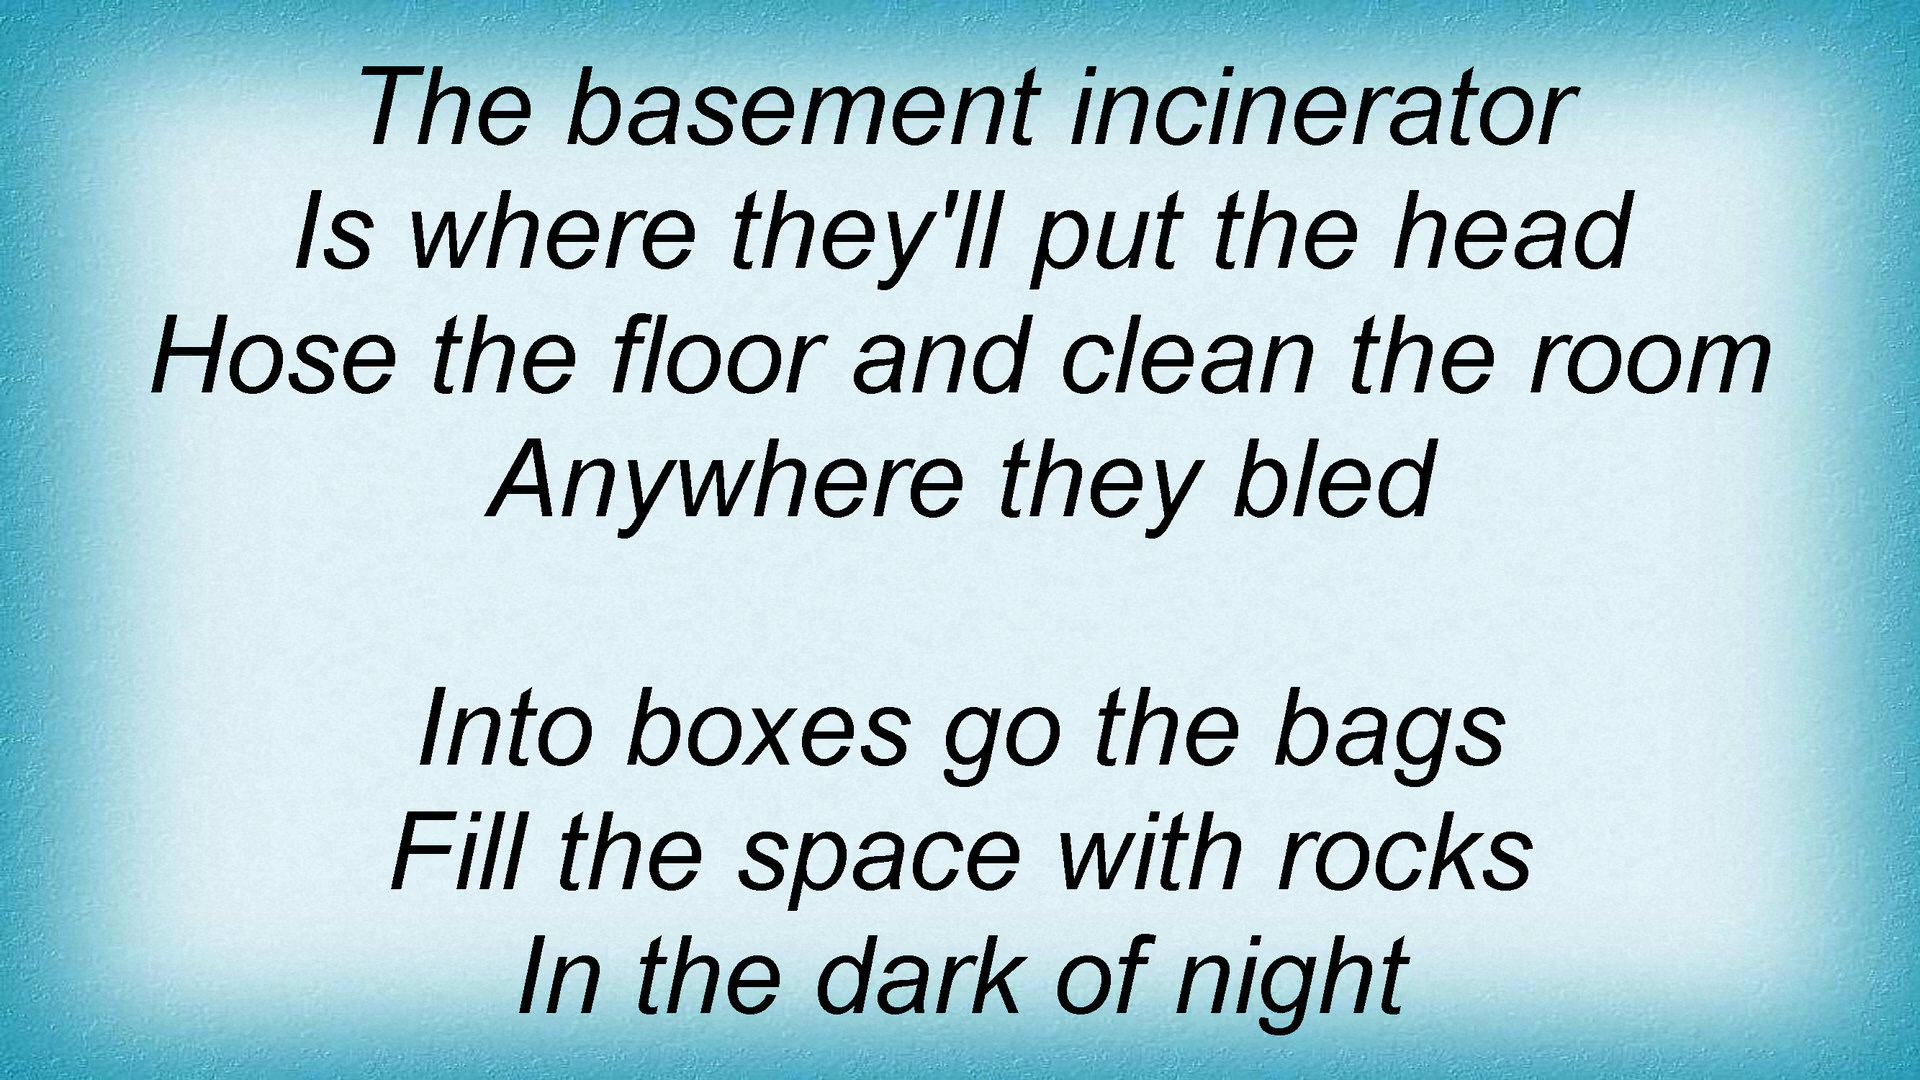 The basement incinerator
Is where they'll put the head
Hose the floor and clean the room
Anywhere they bled
Into boxes go the bags
Fill the space with rocks
In the dark of night